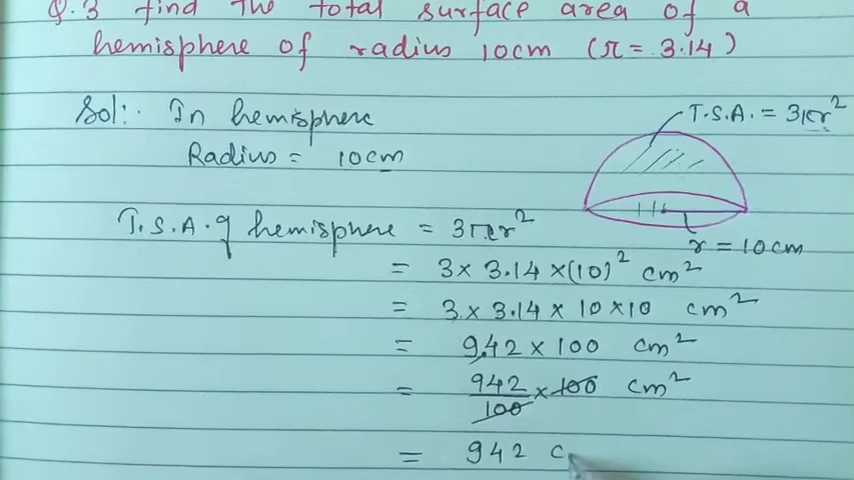 Q.3 find the total surface area of a
hemisphere of radius 10cm (π = 3.14)
Sol:. In hemisphere
Radius = 10cm
T.S.A. = 3πr²
r = 10cm
T.S.A. of hemisphere = 3πr²
= 3 × 3.14 × (10)² cm²
= 3 × 3.14 × 10 × 10 cm²
= 9.42 × 100 cm²
= 942/100 × 100 cm²
= 942 c